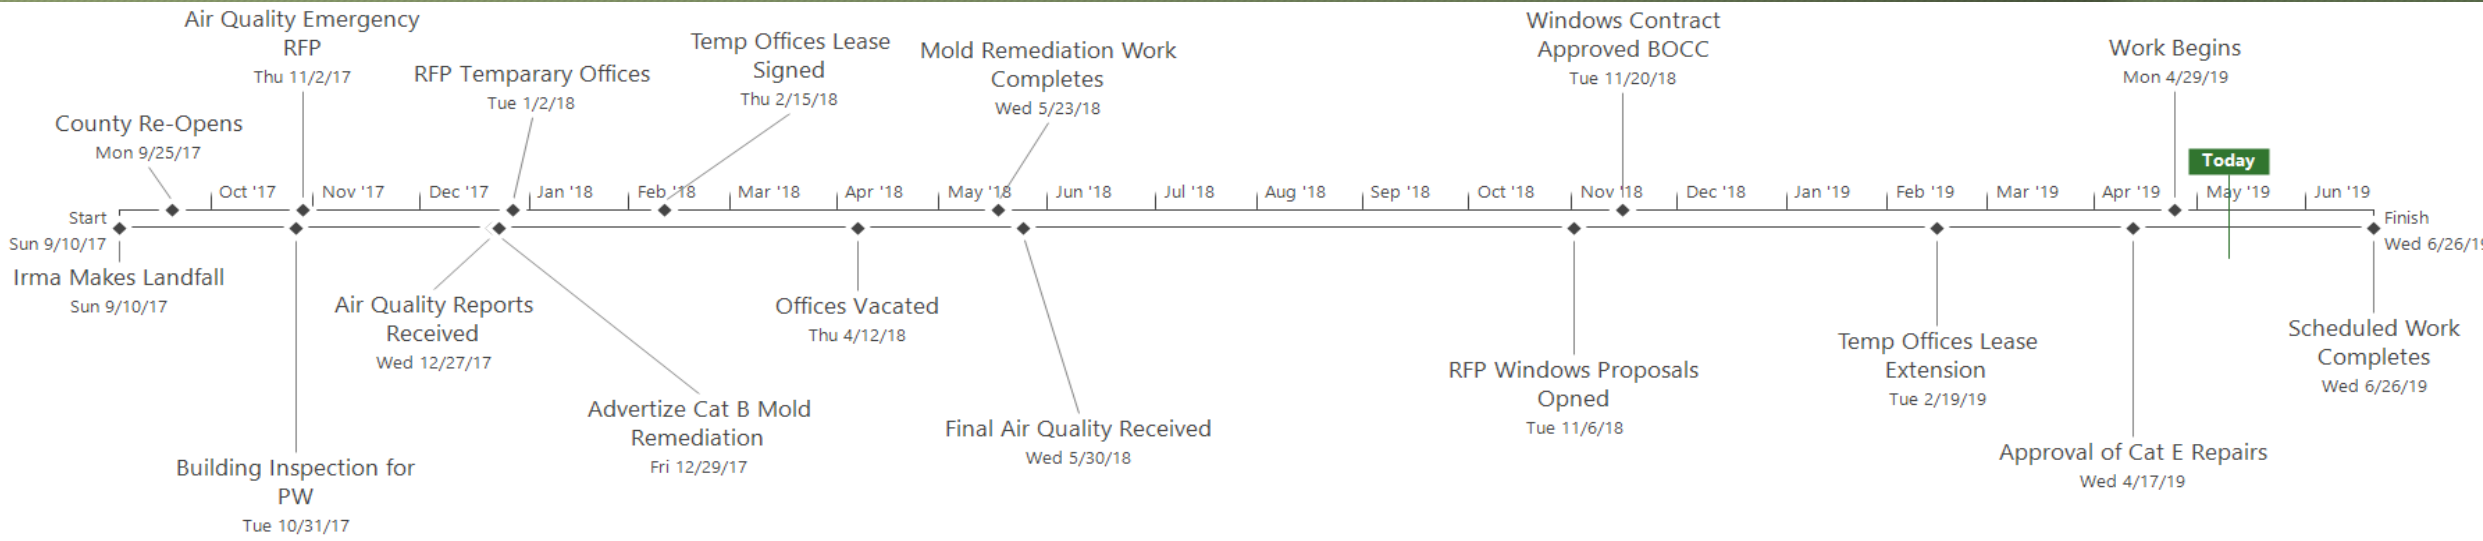 Air Quality Emergency
RFP
Thu 11/2/17
RFP Temparary Offices
Tue 1/2/18
Temp Offices Lease
Signed
Thu 2/15/18
Mold Remediation Work
Completes
Wed 5/23/18
Windows Contract
Approved BOCC
Tue 11/20/18
Work Begins
Mon 4/29/19
County Re-Opens
Mon 9/25/17
Today
Oct '17 Nov '17 Dec '17 Jan '18 Feb '18 Mar '18 Apr '18 May '18 Jun '18 Jul '18 Aug '18 Sep '18 Oct '18 Nov '18 Dec '18 Jan '19 Feb '19 Mar '19 Apr '19 May '19 Jun '19
Start
Sun 9/10/17
Finish
Wed 6/26/19
Irma Makes Landfall
Sun 9/10/17
Building Inspection for
PW
Tue 10/31/17
Air Quality Reports
Received
Wed 12/27/17
Advertize Cat B Mold
Remediation
Fri 12/29/17
Offices Vacated
Thu 4/12/18
Final Air Quality Received
Wed 5/30/18
RFP Windows Proposals
Opned
Tue 11/6/18
Temp Offices Lease
Extension
Tue 2/19/19
Approval of Cat E Repairs
Wed 4/17/19
Scheduled Work
Completes
Wed 6/26/19